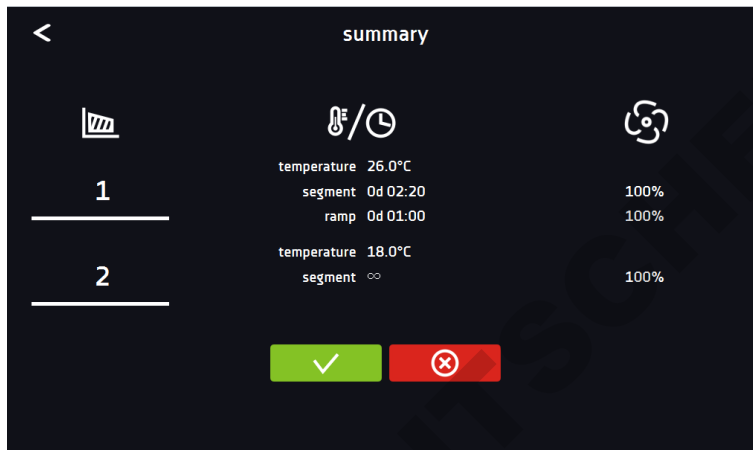 summary
temperature 26.0°C
1 segment 0d 02:20 100%
ramp 0d 01:00 100%
temperature 18.0°C
2 segment ∞ 100%